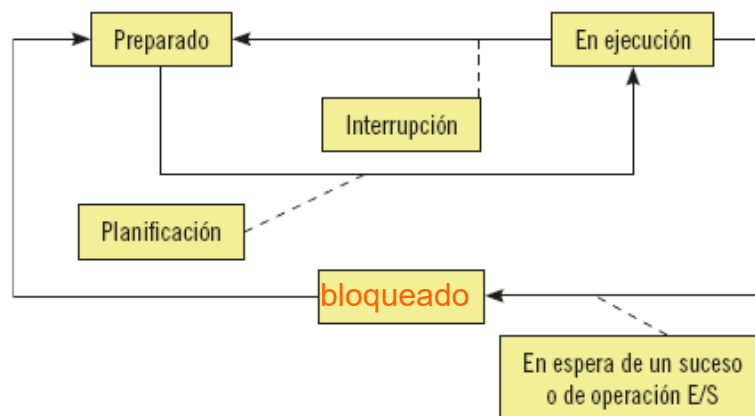 Preparado
En ejecución
Interrupción
Planificación
bloqueado
En espera de un suceso
o de operación E/S